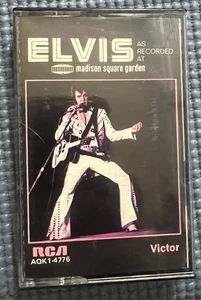 ELVIS AS
RECORDED
AT
madison square garden
RCA
AQK1-4776
Victor